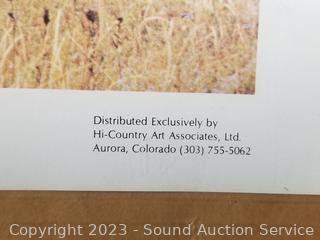 Distributed Exclusively by
Hi-Country Art Associates, Ltd.
Aurora, Colorado (303) 755-5062
Copyright 2023 - Sound Auction Service